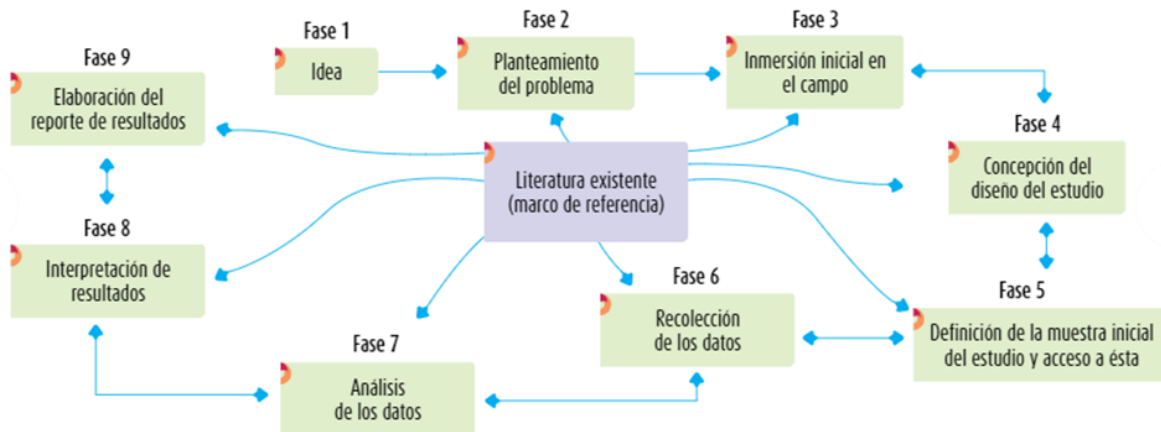 Fase 1
Idea
Fase 2
Planteamiento
del problema
Fase 3
Inmersión inicial en
el campo
Fase 4
Concepción del
diseño del estudio
Fase 5
Definición de la muestra inicial
del estudio y acceso a ésta
Fase 6
Recolección
de los datos
Fase 7
Análisis
de los datos
Fase 8
Interpretación de
resultados
Fase 9
Elaboración del
reporte de resultados
Literatura existente
(marco de referencia)